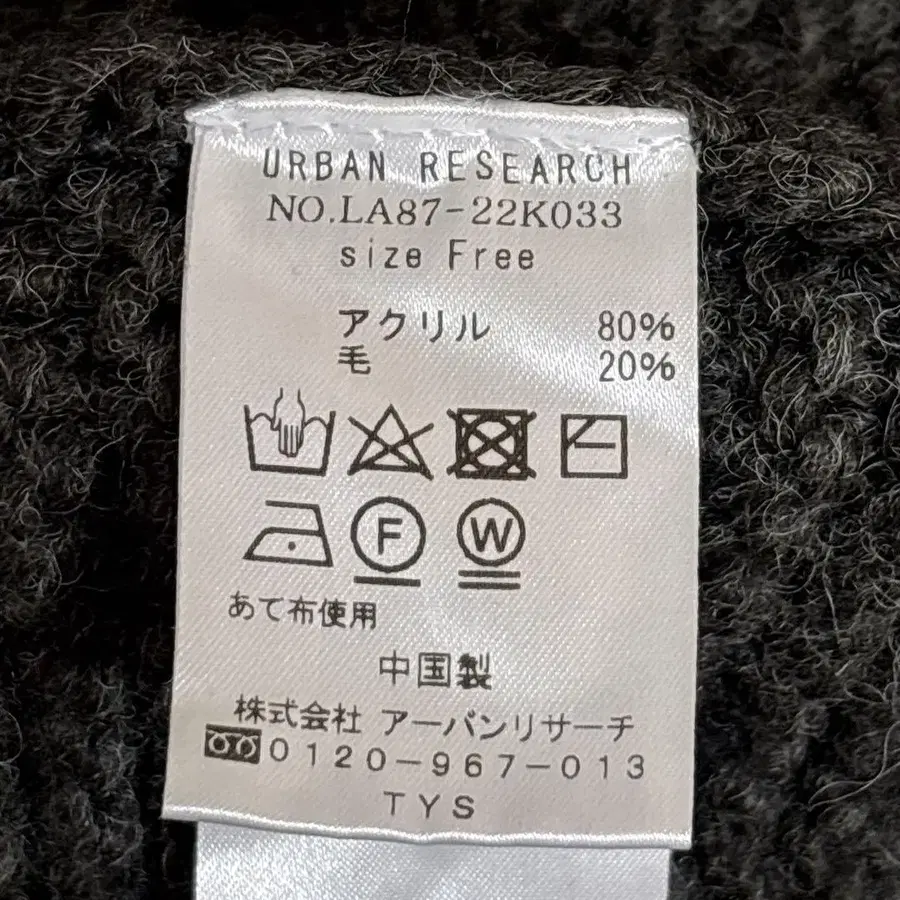 URBAN RESEARCH
NO.LA87-22K033
size Free
アクリル 80%
毛 20%
F W
あて布使用
中国製
株式会社 アーバンリサーチ
0120-967-013
TYS